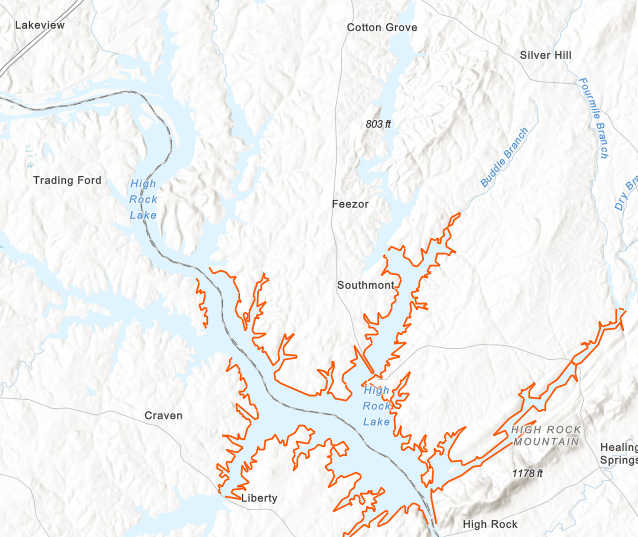 Lakeview
Cotton Grove
Silver Hill
Fourmile Branch
803 ft
Buddle Branch
Trading Ford
High
Rock
Lake
Dry Bra
Feezor
Southmont
High
Rock
Lake
Craven
HIGH ROCK
MOUNTAIN
Healing
Springs
1178 ft
Liberty
High Rock